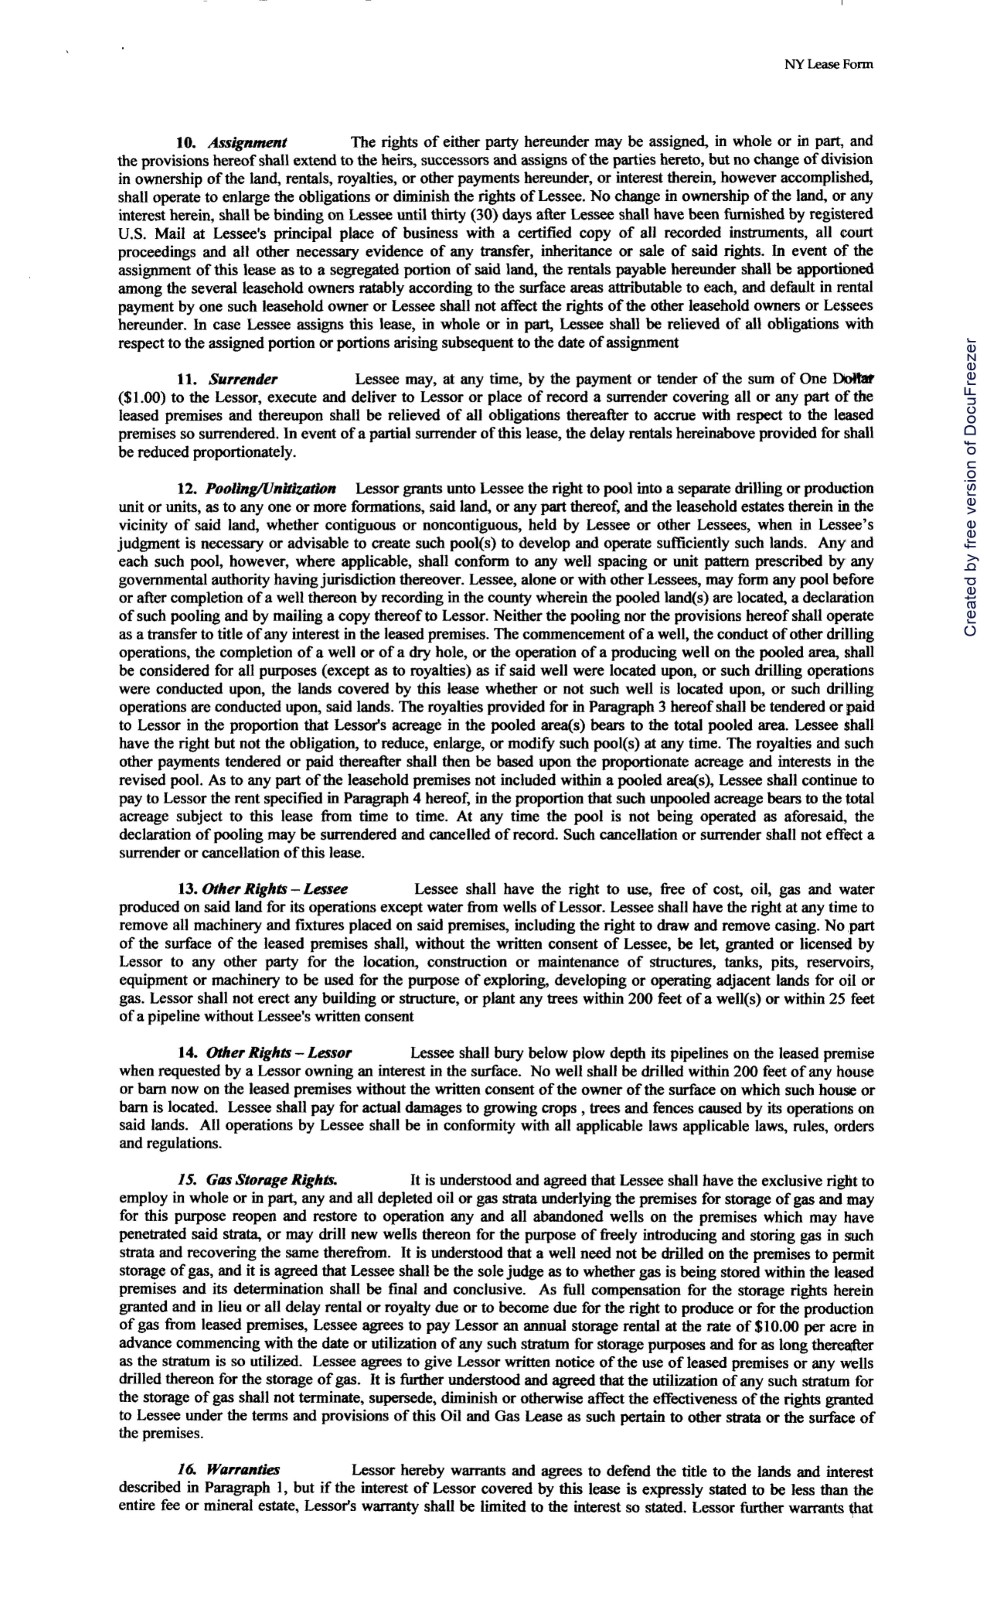 NY Lease Form
10. Assignment The rights of either party hereunder may be assigned, in whole or in part, and
the provisions hereof shall extend to the heirs, successors and assigns of the parties hereto, but no change of division
in ownership of the land, rentals, royalties, or other payments hereunder, or interest therein, however accomplished,
shall operate to enlarge the obligations or diminish the rights of Lessee. No change in ownership of the land, or any
interest herein, shall be binding on Lessee until thirty (30) days after Lessee shall have been furnished by registered
U.S. Mail at Lessee's principal place of business with a certified copy of all recorded instruments, all court
proceedings and all other necessary evidence of any transfer, inheritance or sale of said rights. In event of the
assignment of this lease as to a segregated portion of said land, the rentals payable hereunder shall be apportioned
among the several leasehold owners ratably according to the surface areas attributable to each, and default in rental
payment by one such leasehold owner or Lessee shall not affect the rights of the other leasehold owners or Lessees
hereunder. In case Lessee assigns this lease, in whole or in part, Lessee shall be relieved of all obligations with
respect to the assigned portion or portions arising subsequent to the date of assignment
11. Surrender Lessee may, at any time, by the payment or tender of the sum of One Dollar
($1.00) to the Lessor, execute and deliver to Lessor or place of record a surrender covering all or any part of the
leased premises and thereupon shall be relieved of all obligations thereafter to accrue with respect to the leased
premises so surrendered. In event of a partial surrender of this lease, the delay rentals hereinabove provided for shall
be reduced proportionately.
12. Pooling/Unitization Lessor grants unto Lessee the right to pool into a separate drilling or production
unit or units, as to any one or more formations, said land, or any part thereof, and the leasehold estates therein in the
vicinity of said land, whether contiguous or noncontiguous, held by Lessee or other Lessees, when in Lessee's
judgment is necessary or advisable to create such pool(s) to develop and operate sufficiently such lands. Any and
each such pool, however, where applicable, shall conform to any well spacing or unit pattern prescribed by any
governmental authority having jurisdiction thereover. Lessee, alone or with other Lessees, may form any pool before
or after completion of a well thereon by recording in the county wherein the pooled land(s) are located, a declaration
of such pooling and by mailing a copy thereof to Lessor. Neither the pooling nor the provisions hereof shall operate
as a transfer to title of any interest in the leased premises. The commencement of a well, the conduct of other drilling
operations, the completion of a well or of a dry hole, or the operation of a producing well on the pooled area, shall
be considered for all purposes (except as to royalties) as if said well were located upon, or such drilling operations
were conducted upon, the lands covered by this lease whether or not such well is located upon, or such drilling
operations are conducted upon, said lands. The royalties provided for in Paragraph 3 hereof shall be tendered or paid
to Lessor in the proportion that Lessor's acreage in the pooled area(s) bears to the total pooled area. Lessee shall
have the right but not the obligation, to reduce, enlarge, or modify such pool(s) at any time. The royalties and such
other payments tendered or paid thereafter shall then be based upon the proportionate acreage and interests in the
revised pool. As to any part of the leasehold premises not included within a pooled area(s), Lessee shall continue to
pay to Lessor the rent specified in Paragraph 4 hereof, in the proportion that such unpooled acreage bears to the total
acreage subject to this lease from time to time. At any time the pool is not being operated as aforesaid, the
declaration of pooling may be surrendered and cancelled of record. Such cancellation or surrender shall not effect a
surrender or cancellation of this lease.
13. Other Rights – Lessee Lessee shall have the right to use, free of cost, oil, gas and water
produced on said land for its operations except water from wells of Lessor. Lessee shall have the right at any time to
remove all machinery and fixtures placed on said premises, including the right to draw and remove casing. No part
of the surface of the leased premises shall, without the written consent of Lessee, be let, granted or licensed by
Lessor to any other party for the location, construction or maintenance of structures, tanks, pits, reservoirs,
equipment or machinery to be used for the purpose of exploring, developing or operating adjacent lands for oil or
gas. Lessor shall not erect any building or structure, or plant any trees within 200 feet of a well(s) or within 25 feet
of a pipeline without Lessee's written consent
14. Other Rights – Lessor Lessee shall bury below plow depth its pipelines on the leased premise
when requested by a Lessor owning an interest in the surface. No well shall be drilled within 200 feet of any house
or barn now on the leased premises without the written consent of the owner of the surface on which such house or
barn is located. Lessee shall pay for actual damages to growing crops , trees and fences caused by its operations on
said lands. All operations by Lessee shall be in conformity with all applicable laws applicable laws, rules, orders
and regulations.
15. Gas Storage Rights. It is understood and agreed that Lessee shall have the exclusive right to
employ in whole or in part, any and all depleted oil or gas strata underlying the premises for storage of gas and may
for this purpose reopen and restore to operation any and all abandoned wells on the premises which may have
penetrated said strata, or may drill new wells thereon for the purpose of freely introducing and storing gas in such
strata and recovering the same therefrom. It is understood that a well need not be drilled on the premises to permit
storage of gas, and it is agreed that Lessee shall be the sole judge as to whether gas is being stored within the leased
premises and its determination shall be final and conclusive. As full compensation for the storage rights herein
granted and in lieu or all delay rental or royalty due or to become due for the right to produce or for the production
of gas from leased premises, Lessee agrees to pay Lessor an annual storage rental at the rate of $10.00 per acre in
advance commencing with the date or utilization of any such stratum for storage purposes and for as long thereafter
as the stratum is so utilized. Lessee agrees to give Lessor written notice of the use of leased premises or any wells
drilled thereon for the storage of gas. It is further understood and agreed that the utilization of any such stratum for
the storage of gas shall not terminate, supersede, diminish or otherwise affect the effectiveness of the rights granted
to Lessee under the terms and provisions of this Oil and Gas Lease as such pertain to other strata or the surface of
the premises.
16. Warranties Lessor hereby warrants and agrees to defend the title to the lands and interest
described in Paragraph 1, but if the interest of Lessor covered by this lease is expressly stated to be less than the
entire fee or mineral estate, Lessor's warranty shall be limited to the interest so stated. Lessor further warrants that
Created by free version of DocuFreezer